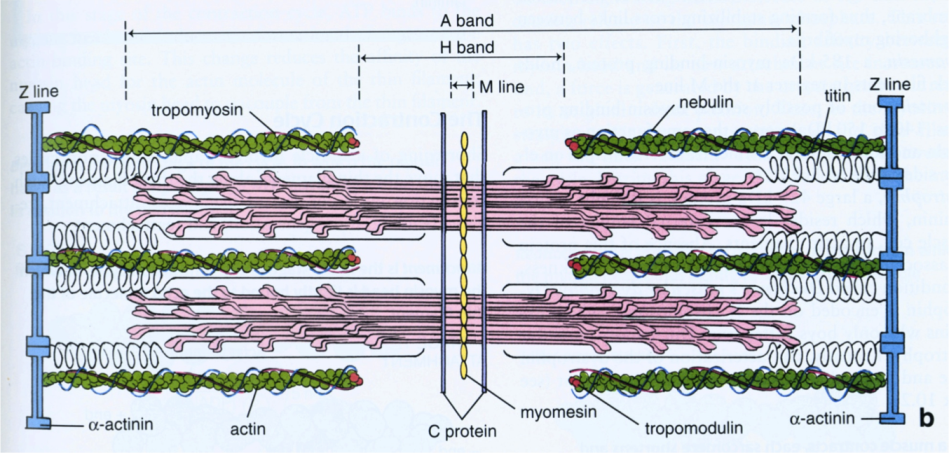 A band
H band
M line
Z line
Z line
tropomyosin
nebulin
titin
α-actinin
actin
C protein
myomesin
tropomodulin
α-actinin
b